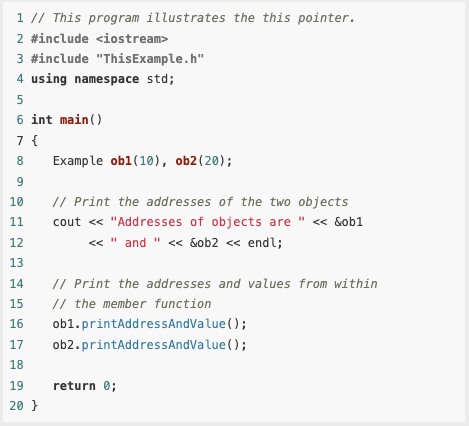 1 // This program illustrates the this pointer.
2 #include <iostream>
3 #include "ThisExample.h"
4 using namespace std;
5
6 int main()
7 {
8    Example ob1(10), ob2(20);
9
10    // Print the addresses of the two objects
11    cout << "Addresses of objects are " << &ob1
12         << " and " << &ob2 << endl;
13
14    // Print the addresses and values from within
15    // the member function
16    ob1.printAddressAndValue();
17    ob2.printAddressAndValue();
18
19    return 0;
20 }